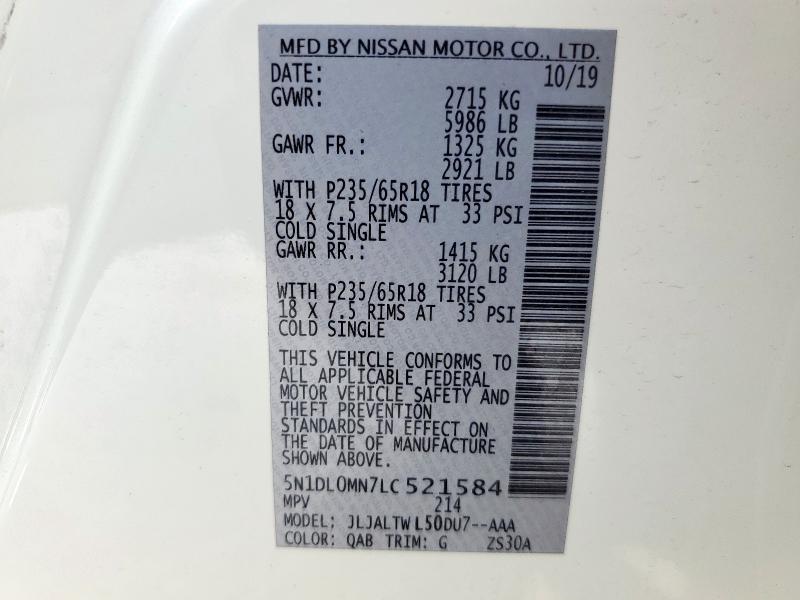 MFD BY NISSAN MOTOR CO., LTD.
DATE: 10/19
GVWR: 2715 KG
5986 LB
GAWR FR.: 1325 KG
2921 LB
WITH P235/65R18 TIRES
18 X 7.5 RIMS AT 33 PSI
COLD SINGLE
GAWR RR.: 1415 KG
3120 LB
WITH P235/65R18 TIRES
18 X 7.5 RIMS AT 33 PSI
COLD SINGLE
THIS VEHICLE CONFORMS TO
ALL APPLICABLE FEDERAL
MOTOR VEHICLE SAFETY AND
THEFT PREVENTION
STANDARDS IN EFFECT ON
THE DATE OF MANUFACTURE
SHOWN ABOVE.
5N1DL0MN7LC521584
MPV 214
MODEL: JLJALTWL50DU7--AAA
COLOR: QAB TRIM: G ZS30A